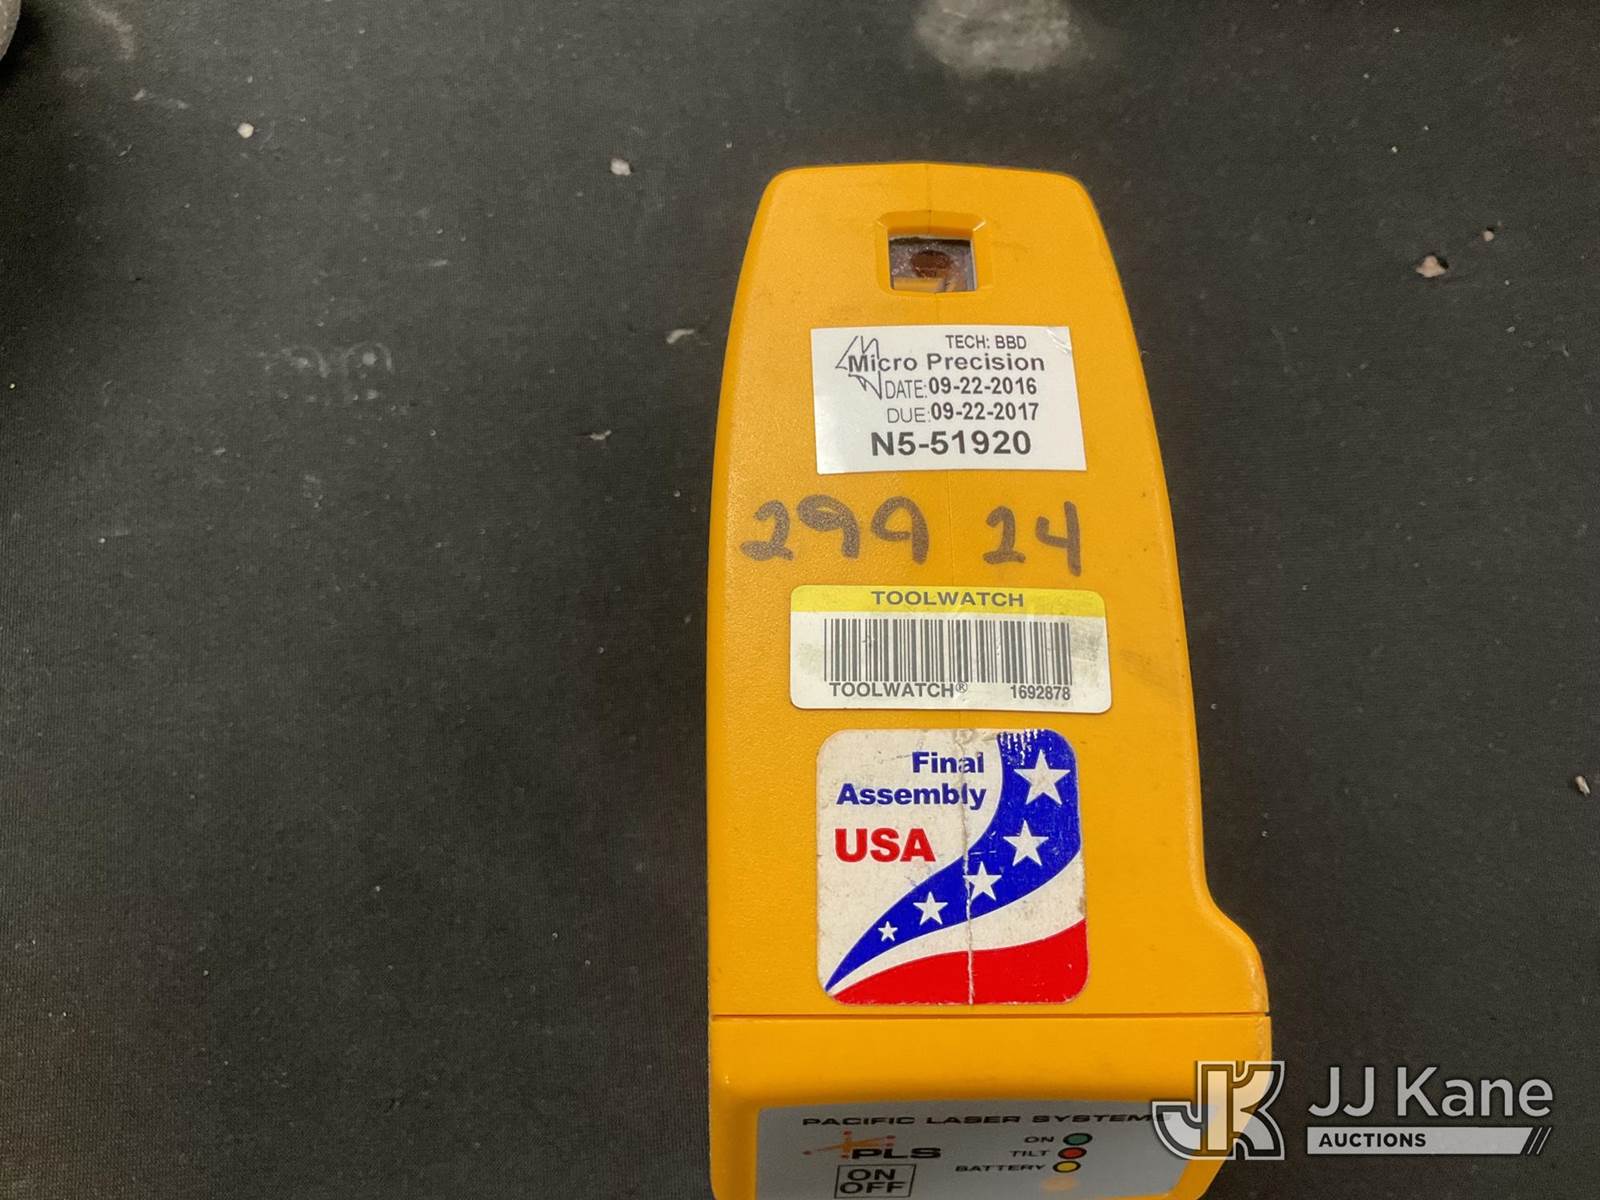 TECH: BBD
Micro Precision
DATE: 09-22-2016
DUE: 09-22-2017
N5-51920
299 24
TOOLWATCH
TOOLWATCH® 1692878
Final
Assembly
USA
PACIFIC LASER SYSTEMS
PLS
ON
TILT
BATTERY
ON
OFF
JK
JJ Kane
AUCTIONS